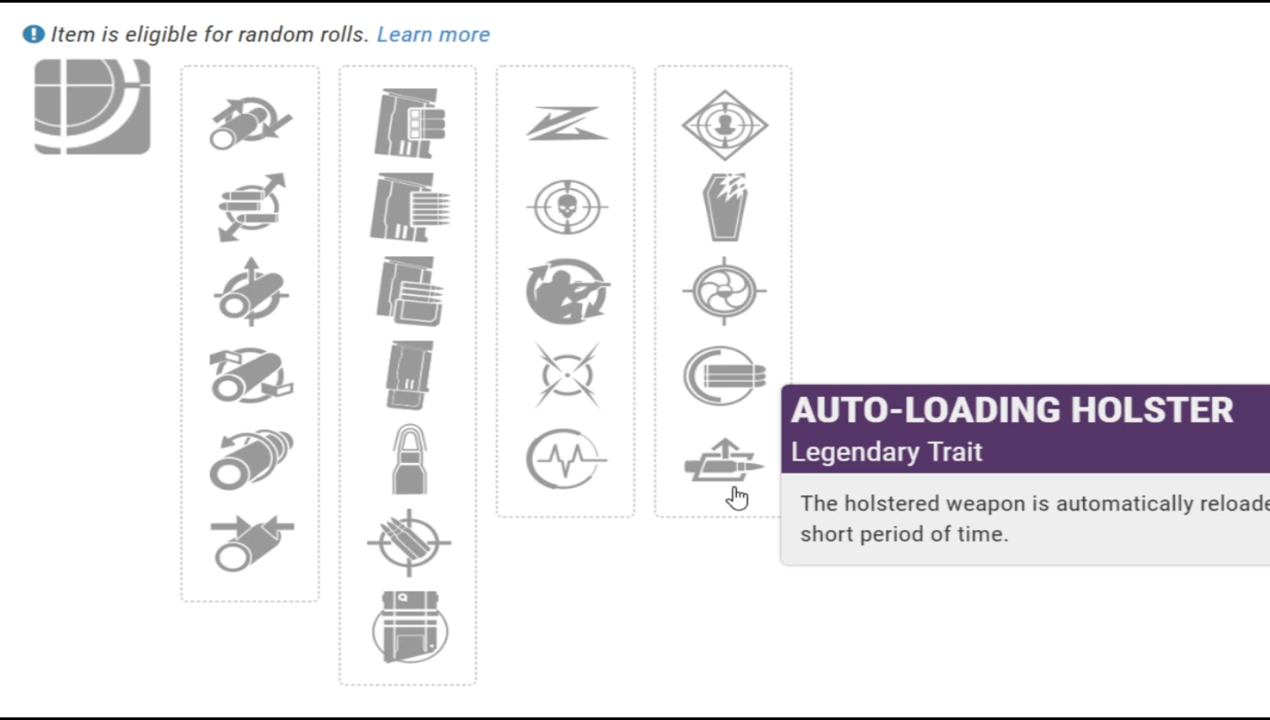 Item is eligible for random rolls. Learn more
AUTO-LOADING HOLSTER
Legendary Trait
The holstered weapon is automatically reloade
short period of time.